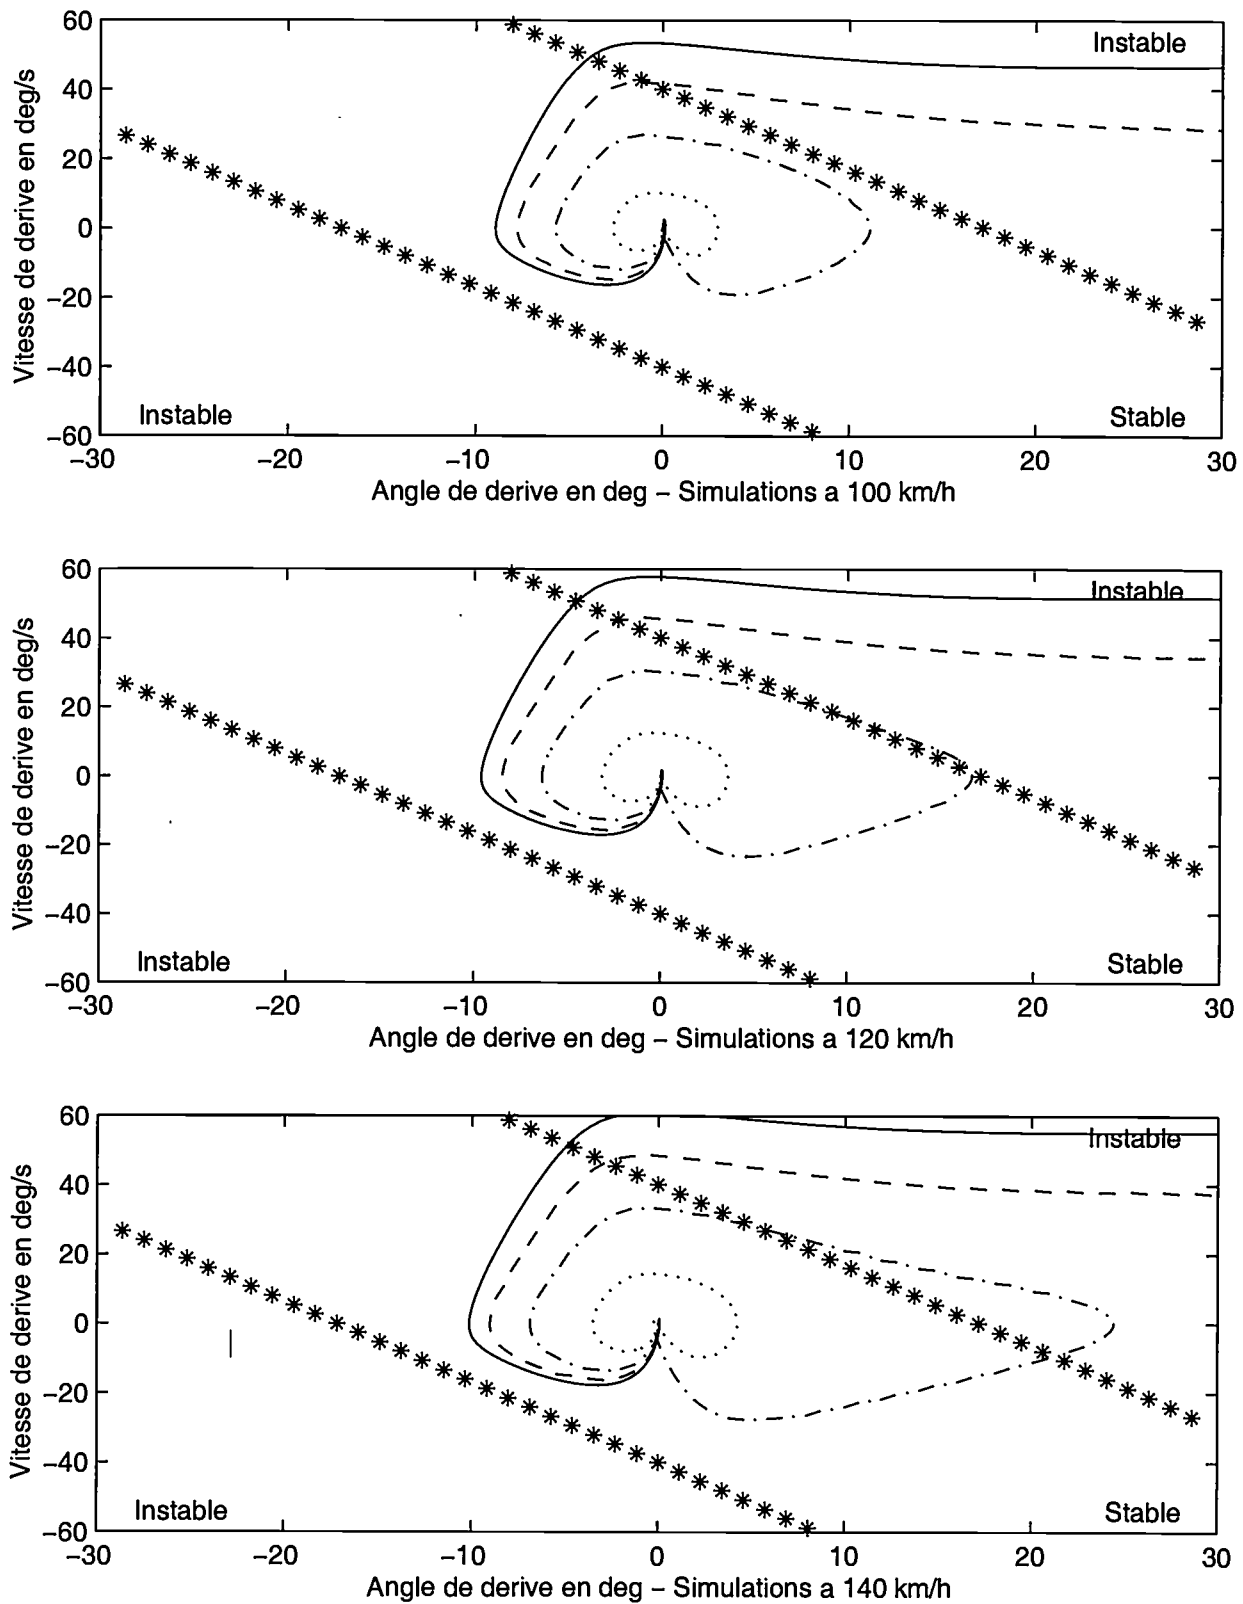 60
40
20
0
−20
−40
−60
Vitesse de derive en deg/s
Instable
Instable
Stable
−30 −20 −10 0 10 20 30
Angle de derive en deg − Simulations a 100 km/h
60
40
20
0
−20
−40
−60
Vitesse de derive en deg/s
Instable
Instable
Stable
−30 −20 −10 0 10 20 30
Angle de derive en deg − Simulations a 120 km/h
60
40
20
0
−20
−40
−60
Vitesse de derive en deg/s
Instable
Instable
Stable
−30 −20 −10 0 10 20 30
Angle de derive en deg − Simulations a 140 km/h